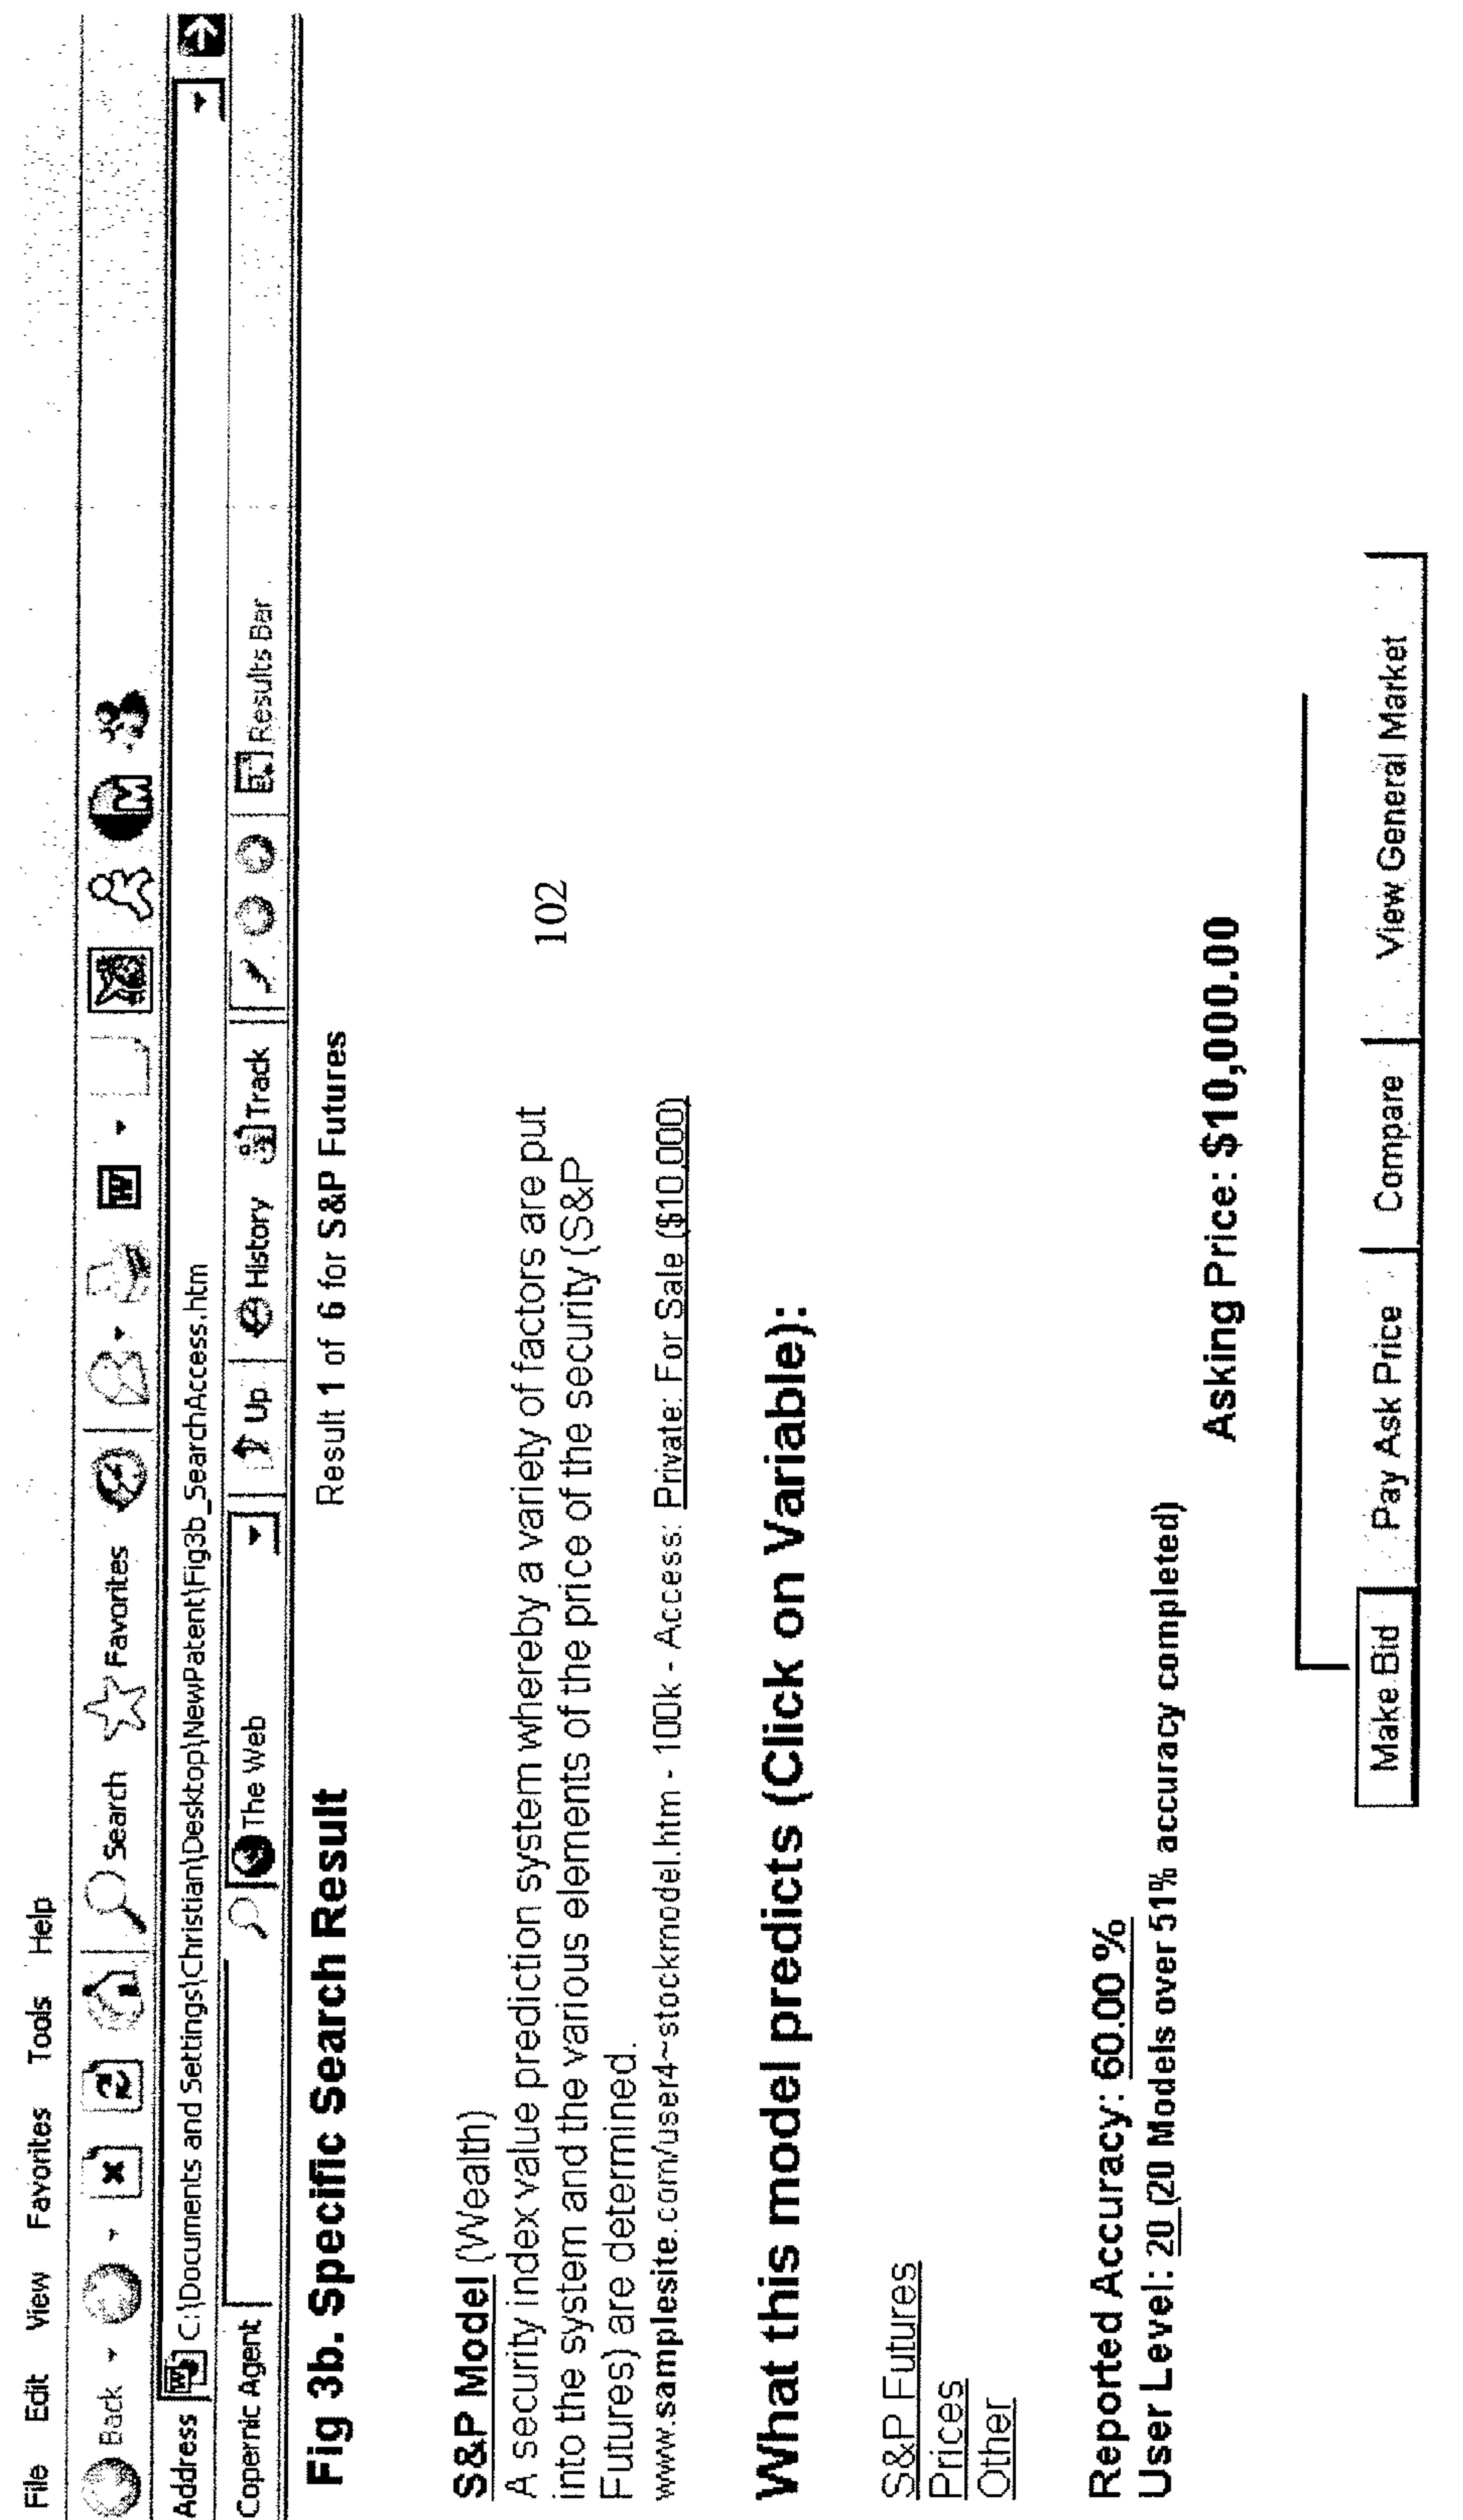 File Edit View Favorites Tools Help
Back Search Favorites
Address C:\Documents and Settings\Christian\Desktop\NewPatent\Fig3b_SearchAccess.htm
Copernic Agent The Web Up History Track Results Bar
Fig 3b. Specific Search Result Result 1 of 6 for S&P Futures
S&P Model (Wealth)
A security index value prediction system whereby a variety of factors are put
into the system and the various elements of the price of the security (S&P
Futures) are determined.
102
www.samplesite.com/user4~stockmodel.htm - 100k - Access: Private: For Sale ($10,000)
What this model predicts (Click on Variable):
S&P Futures
Prices
Other
Reported Accuracy: 60.00 %
User Level: 20 (20 Models over 51% accuracy completed)
Asking Price: $10,000.00
Make Bid Pay Ask Price Compare View General Market